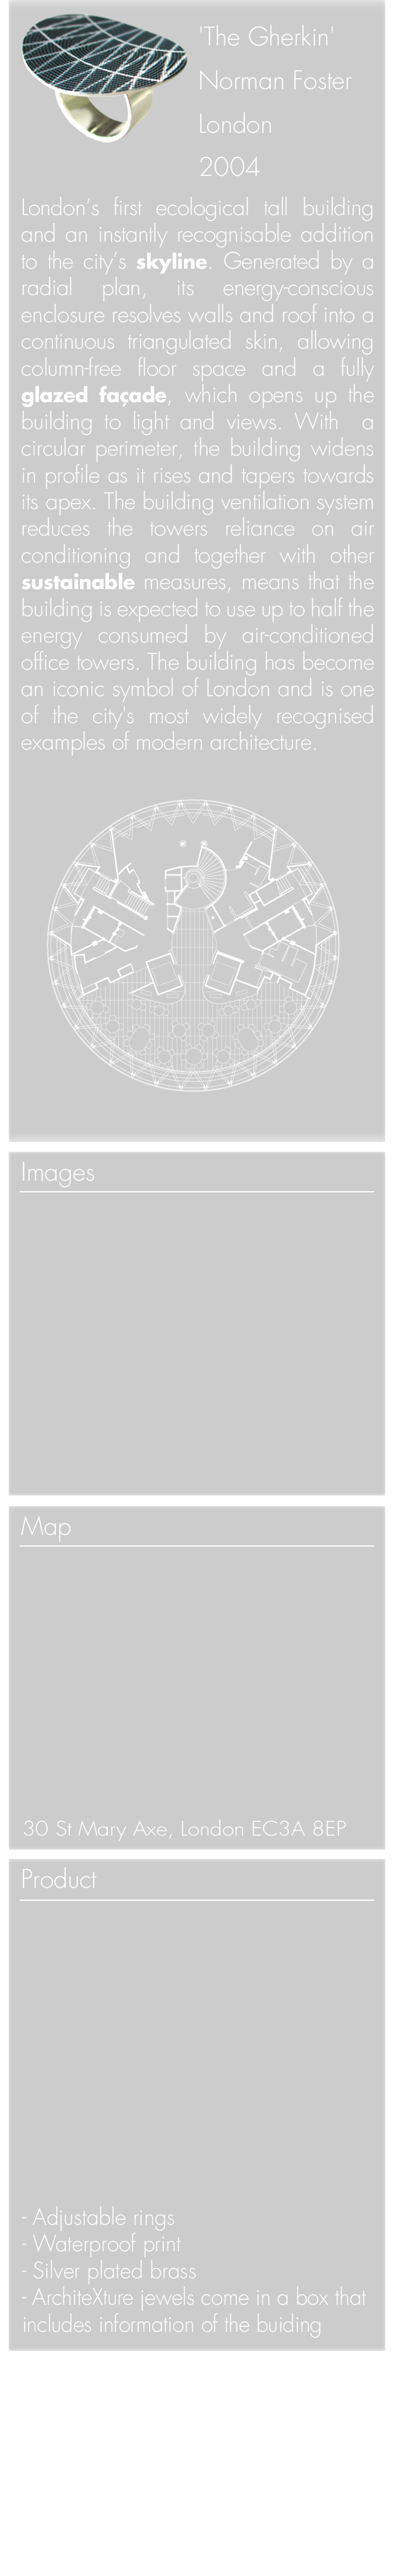 'The Gherkin'
Norman Foster
London
2004
London's first ecological tall building
and an instantly recognisable addition
to the city's skyline. Generated by a
radial plan, its energy-conscious
enclosure resolves walls and roof into a
continuous triangulated skin, allowing
column-free floor space and a fully
glazed façade, which opens up the
building to light and views. With a
circular perimeter, the building widens
in profile as it rises and tapers towards
its apex. The building ventilation system
reduces the towers reliance on air
conditioning and together with other
sustainable measures, means that the
building is expected to use up to half the
energy consumed by air-conditioned
office towers. The building has become
an iconic symbol of London and is one
of the city's most widely recognised
examples of modern architecture.
Images
Map
30 St Mary Axe, London EC3A 8EP
Product
- Adjustable rings
- Waterproof print
- Silver plated brass
- ArchiteXture jewels come in a box that
includes information of the buiding